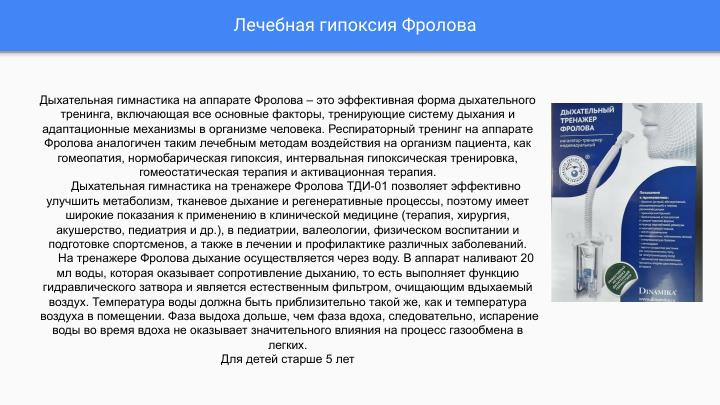 Лечебная гипоксия Фролова
Дыхательная гимнастика на аппарате Фролова – это эффективная форма дыхательного
тренинга, включающая все основные факторы, тренирующие систему дыхания и
адаптационные механизмы в организме человека. Респираторный тренинг на аппарате
Фролова аналогичен таким лечебным методам воздействия на организм пациента, как
гомеопатия, нормобарическая гипоксия, интервальная гипоксическая тренировка,
гомеостатическая терапия и активационная терапия.
Дыхательная гимнастика на тренажере Фролова ТДИ-01 позволяет эффективно
улучшить метаболизм, тканевое дыхание и регенеративные процессы, поэтому имеет
широкие показания к применению в клинической медицине (терапия, хирургия,
акушерство, педиатрия и др.), в педиатрии, валеологии, физическом воспитании и
подготовке спортсменов, а также в лечении и профилактике различных заболеваний.
На тренажере Фролова дыхание осуществляется через воду. В аппарат наливают 20
мл воды, которая оказывает сопротивление дыханию, то есть выполняет функцию
гидравлического затвора и является естественным фильтром, очищающим вдыхаемый
воздух. Температура воды должна быть приблизительно такой же, как и температура
воздуха в помещении. Фаза выдоха дольше, чем фаза вдоха, следовательно, испарение
воды во время вдоха не оказывает значительного влияния на процесс газообмена в
легких.
Для детей старше 5 лет
ДЫХАТЕЛЬНЫЙ
ТРЕНАЖЕР
ФРОЛОВА
ингалятор-тренажер
индивидуальный
Показания
к применению:
DINAMIKA